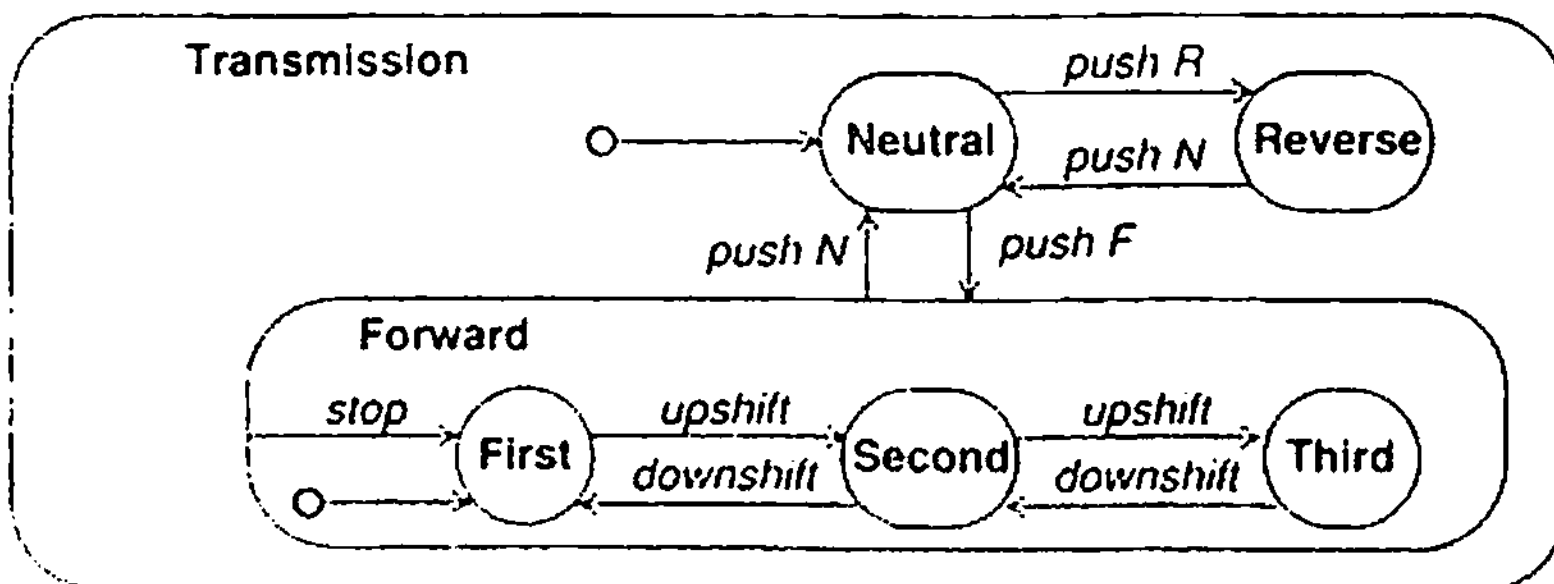 Transmission
push R
Neutral
Reverse
push N
push N
push F
Forward
stop
upshift
upshift
First
Second
Third
downshift
downshift